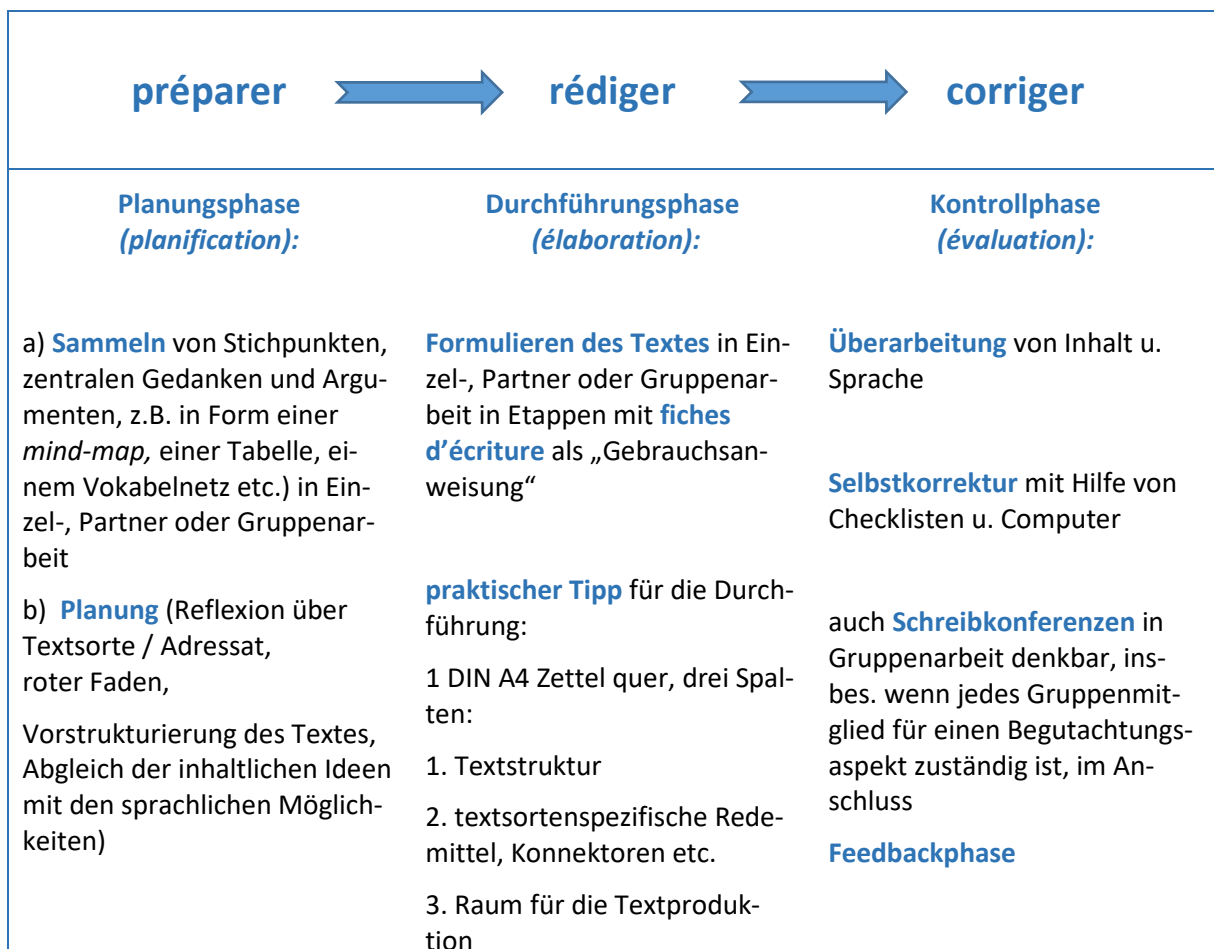 préparer rédiger corriger
Planungsphase
(planification):
a) Sammeln von Stichpunkten,
zentralen Gedanken und Argu-
menten, z.B. in Form einer
mind-map, einer Tabelle, ei-
nem Vokabelnetz etc.) in Ein-
zel-, Partner oder Gruppenar-
beit
b) Planung (Reflexion über
Textsorte / Adressat,
roter Faden,
Vorstrukturierung des Textes,
Abgleich der inhaltlichen Ideen
mit den sprachlichen Möglich-
keiten)
Durchführungsphase
(élaboration):
Formulieren des Textes in Ein-
zel-, Partner oder Gruppenar-
beit in Etappen mit fiches
d’écriture als „Gebrauchsan-
weisung“
praktischer Tipp für die Durch-
führung:
1 DIN A4 Zettel quer, drei Spal-
ten:
1. Textstruktur
2. textsortenspezifische Rede-
mittel, Konnektoren etc.
3. Raum für die Textproduk-
tion
Kontrollphase
(évaluation):
Überarbeitung von Inhalt u.
Sprache
Selbstkorrektur mit Hilfe von
Checklisten u. Computer
auch Schreibkonferenzen in
Gruppenarbeit denkbar, ins-
bes. wenn jedes Gruppenmit-
glied für einen Begutachtungs-
aspekt zuständig ist, im An-
schluss
Feedbackphase